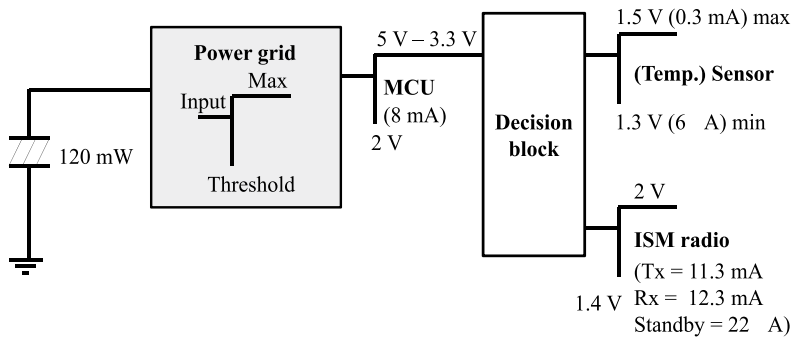 Power grid
Max
Input
Threshold
120 mW
5 V – 3.3 V
MCU
(8 mA)
2 V
Decision
block
1.5 V (0.3 mA) max
(Temp.) Sensor
1.3 V (6 A) min
2 V
ISM radio
(Tx = 11.3 mA
Rx = 12.3 mA
Standby = 22 A)
1.4 V